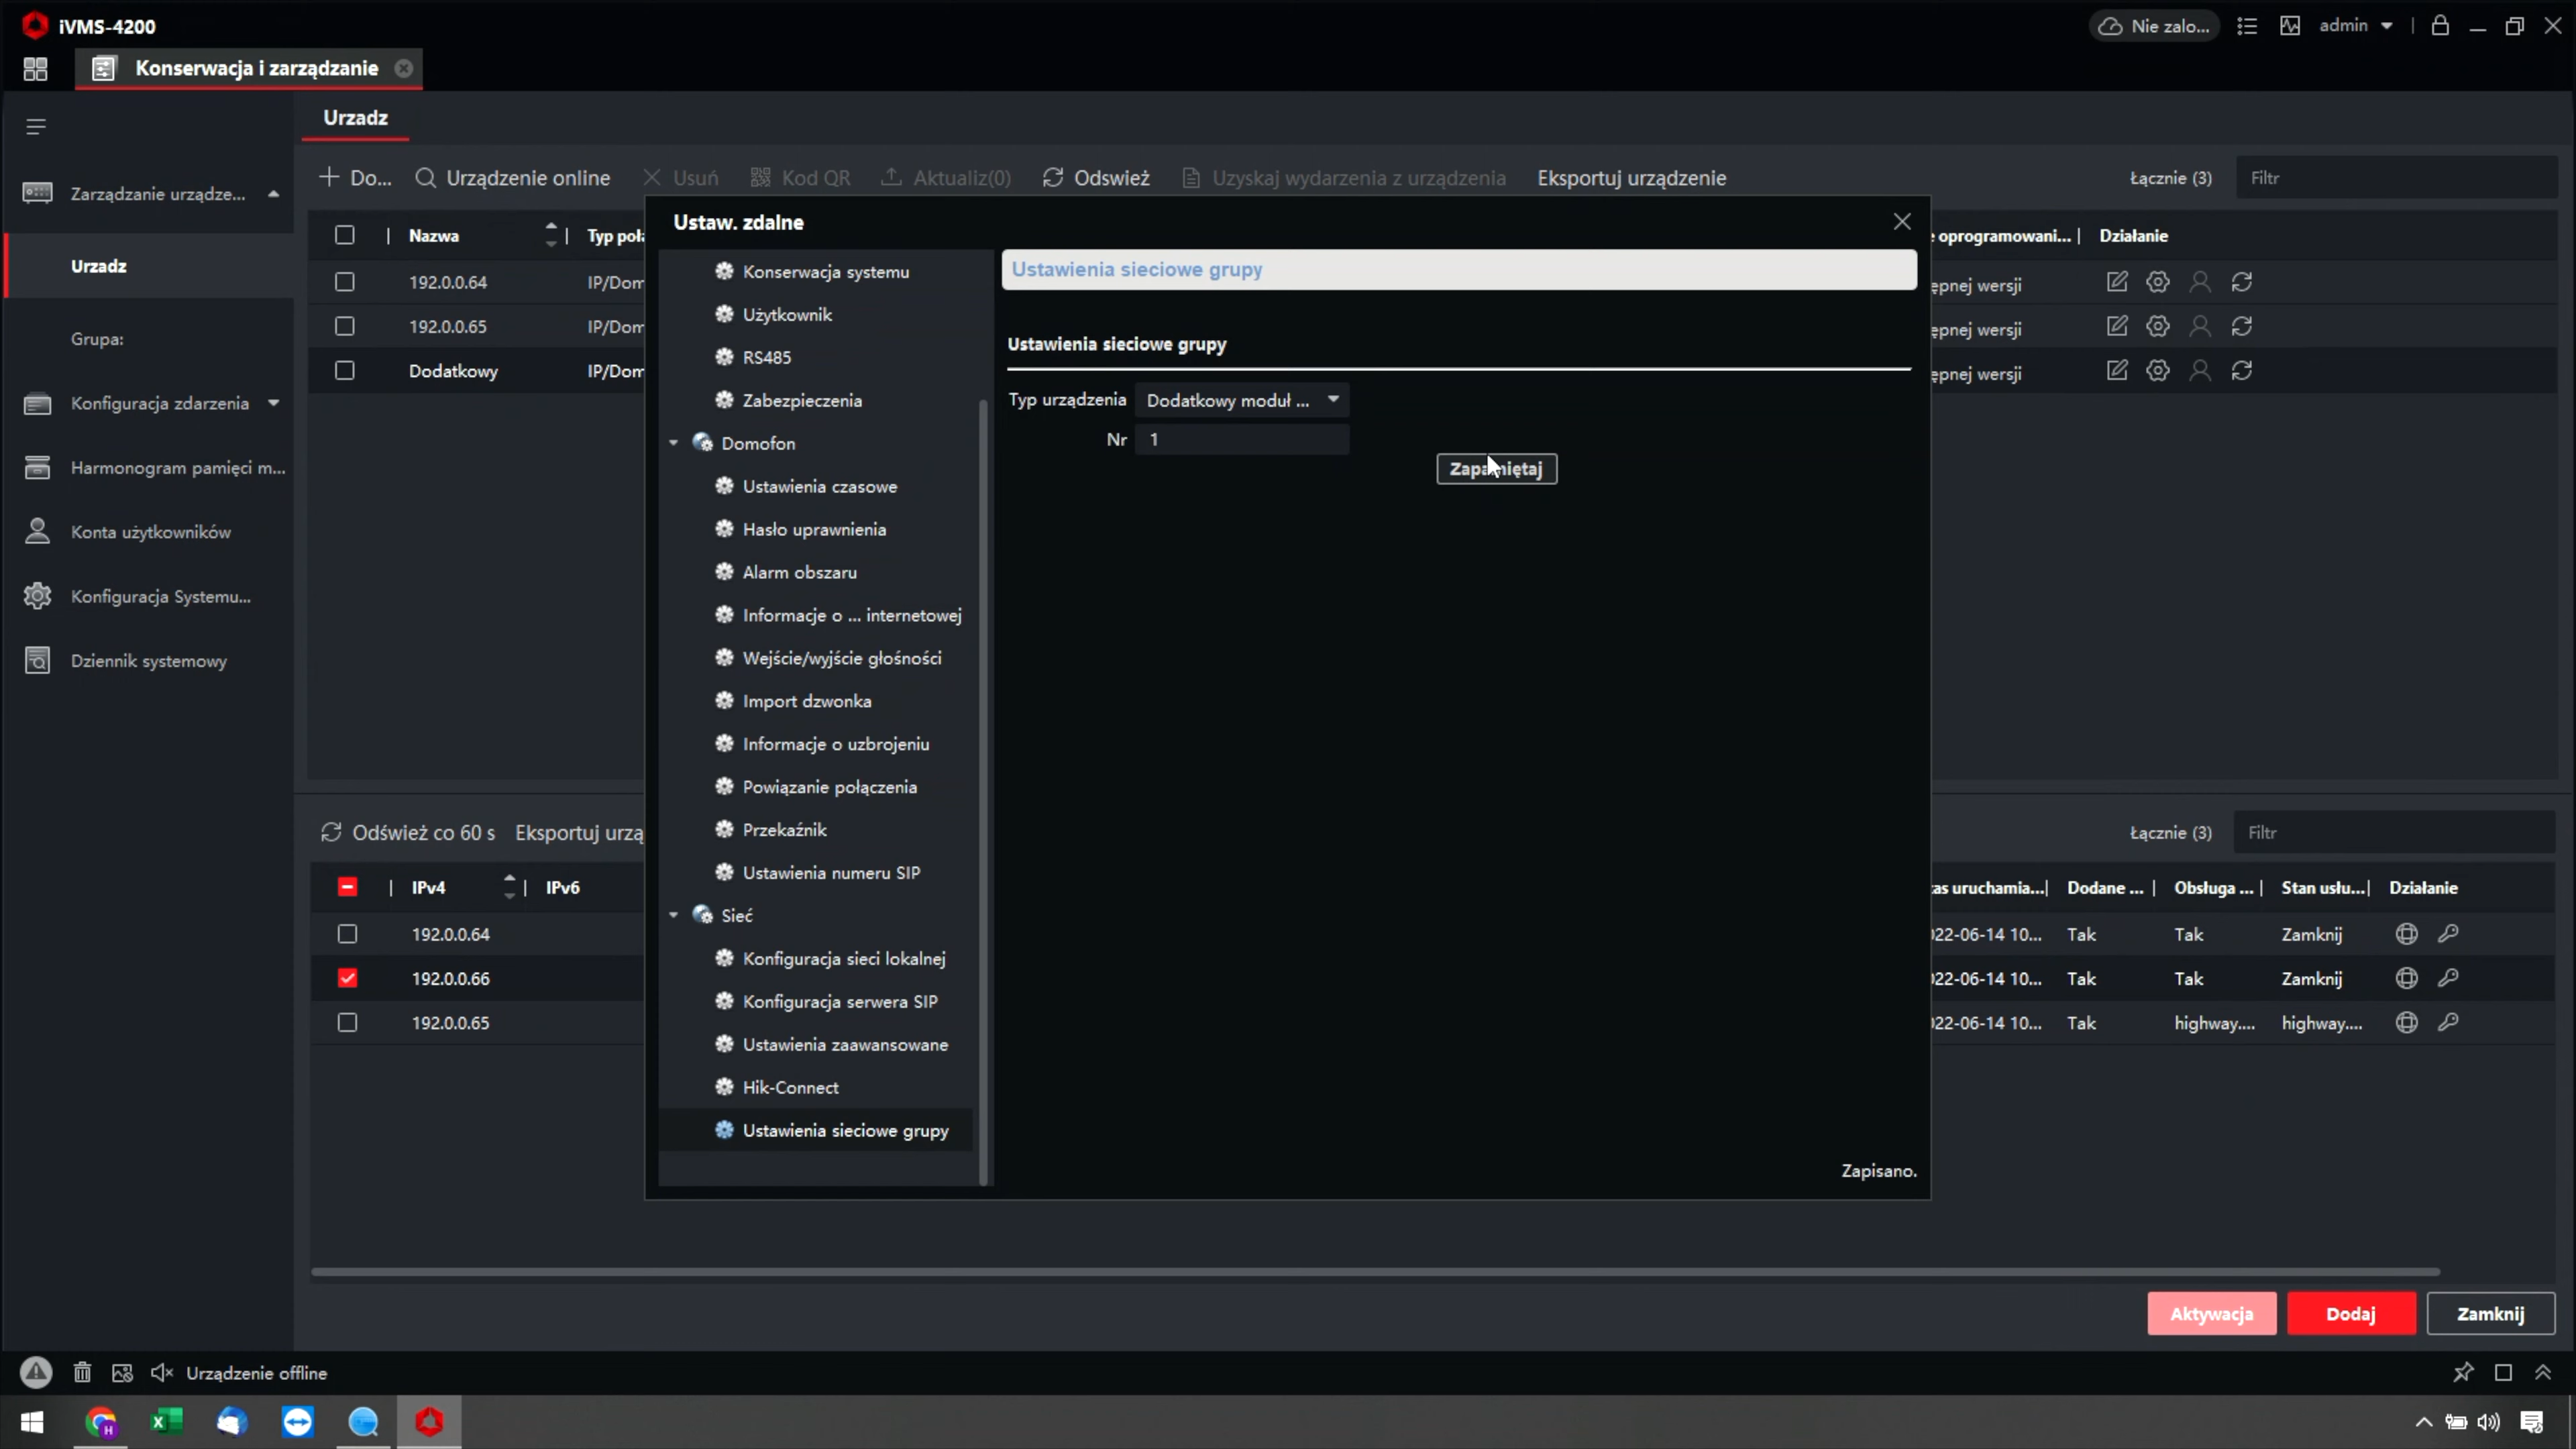 iVMS-4200
Nie zalo...
admin
Konserwacja i zarządzanie
Urzadz
Zarządzanie urządze...
Urzadz
Grupa:
Konfiguracja zdarzenia
Harmonogram pamięci m...
Konta użytkowników
Konfiguracja Systemu...
Dziennik systemowy
Do...
Urządzenie online
Usuń
Kod QR
Aktualiz(0)
Odswież
Uzyskaj wydarzenia z urządzenia
Eksportuj urządzenie
Łącznie (3)
Filtr
Nazwa
Typ poł
oprogramowani...
Działanie
192.0.0.64
IP/Dom
ępnej wersji
192.0.0.65
IP/Dom
ępnej wersji
Dodatkowy
IP/Dom
ępnej wersji
Ustaw. zdalne
Konserwacja systemu
Użytkownik
RS485
Zabezpieczenia
Domofon
Ustawienia czasowe
Hasło uprawnienia
Alarm obszaru
Informacje o ... internetowej
Wejście/wyjście głośności
Import dzwonka
Informacje o uzbrojeniu
Powiązanie połączenia
Przekaźnik
Ustawienia numeru SIP
Sieć
Konfiguracja sieci lokalnej
Konfiguracja serwera SIP
Ustawienia zaawansowane
Hik-Connect
Ustawienia sieciowe grupy
Ustawienia sieciowe grupy
Ustawienia sieciowe grupy
Typ urządzenia
Dodatkowy moduł ...
Nr
1
Zapamiętaj
Zapisano.
Odśwież co 60 s
Eksportuj urzą
Łącznie (3)
Filtr
IPv4
IPv6
as uruchamia...
Dodane ...
Obsługa ...
Stan usłu...
Działanie
192.0.0.64
22-06-14 10...
Tak
Tak
Zamknij
192.0.0.66
22-06-14 10...
Tak
Tak
Zamknij
192.0.0.65
22-06-14 10...
Tak
highway....
highway....
Aktywacja
Dodaj
Zamknij
Urządzenie offline